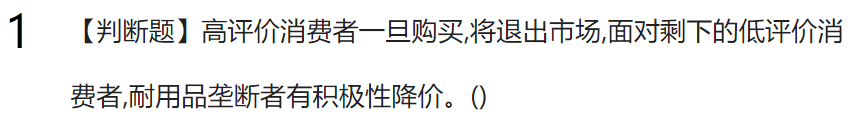 1 【判断题】高评价消费者一旦购买,将退出市场,面对剩下的低评价消
费者,耐用品垄断者有积极性降价。()